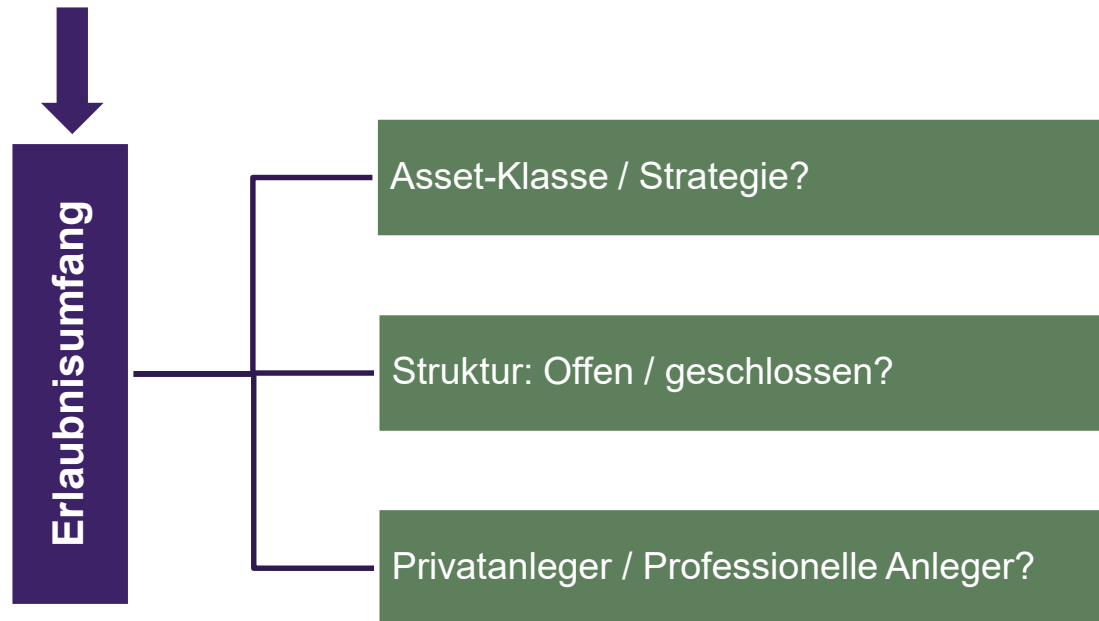 Erlaubnisumfang
Asset-Klasse / Strategie?
Struktur: Offen / geschlossen?
Privatanleger / Professionelle Anleger?